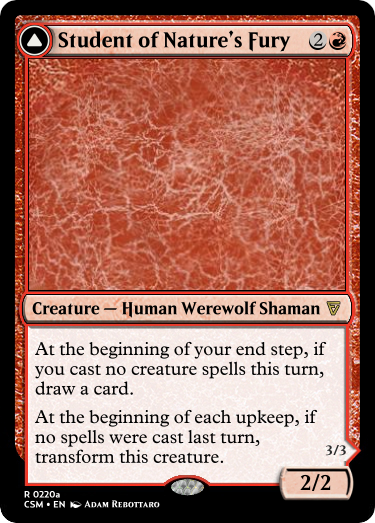 Student of Nature's Fury 2
Creature — Human Werewolf Shaman
At the beginning of your end step, if
you cast no creature spells this turn,
draw a card.
At the beginning of each upkeep, if
no spells were cast last turn,
transform this creature.
3/3
2/2
R 0220a
CSM • EN Adam Rebottaro